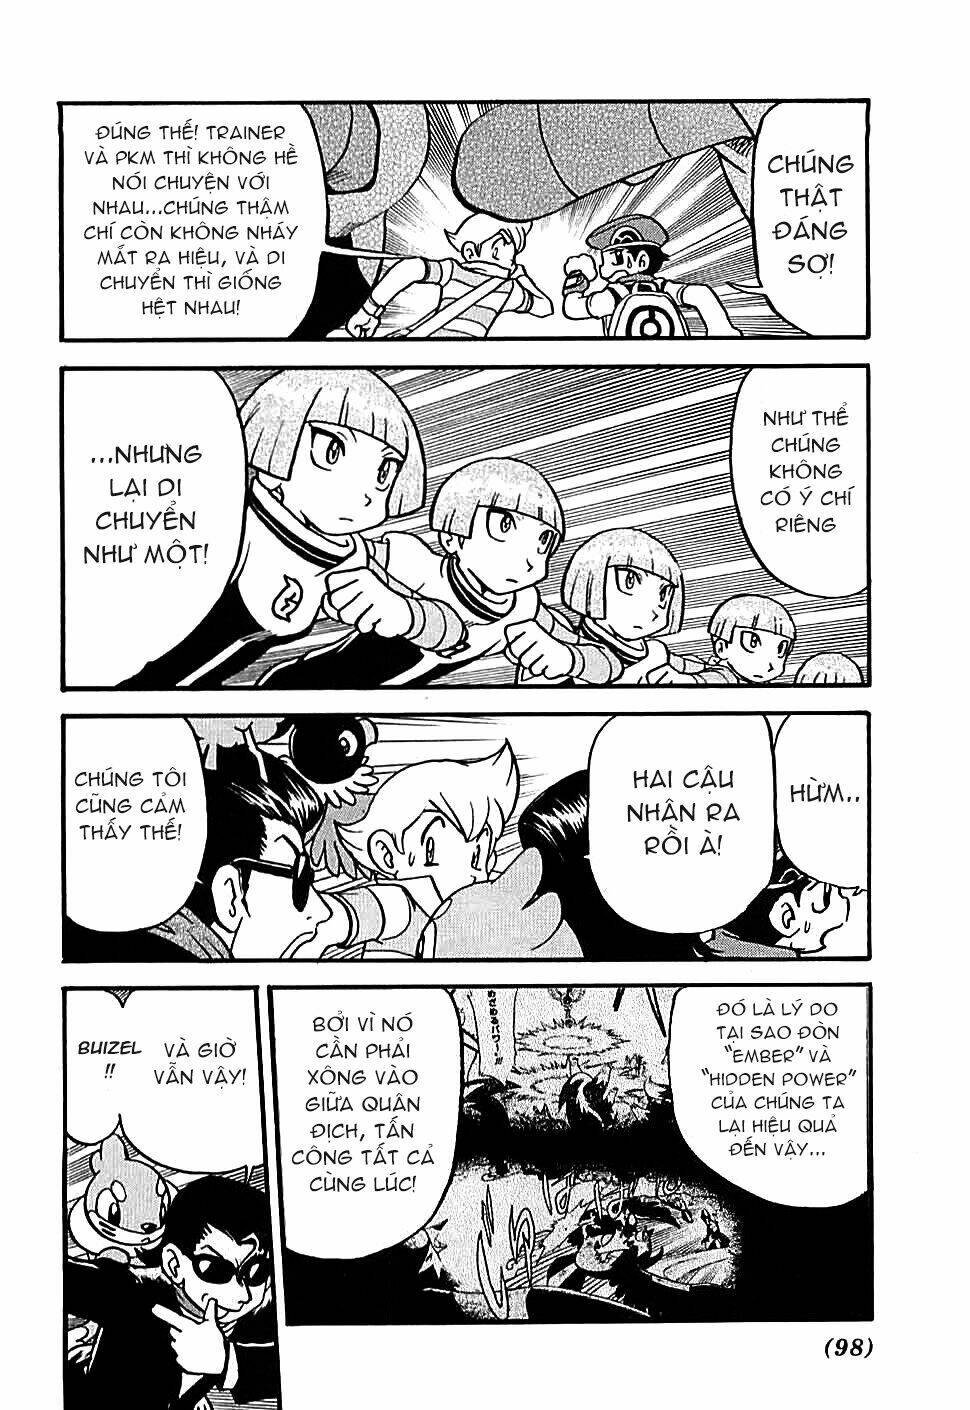 CHÚNG
THẬT
ĐÁNG
SỢ!
ĐÚNG THẾ! TRAINER
VÀ PKM THÌ KHÔNG HỀ
NÓI CHUYỆN VỚI
NHAU...CHÚNG THẬM
CHÍ CÒN KHÔNG NHÁY
MẮT RA HIỆU, VÀ DI
CHUYỂN THÌ GIỐNG
HỆT NHAU!
NHƯ THỂ
CHÚNG
KHÔNG
CÓ Ý CHÍ
RIÊNG
...NHƯNG
LẠI DI
CHUYỂN
NHƯ MỘT!
HỪM..
HAI CẬU
NHÂN RA
RỒI À!
CHÚNG TÔI
CŨNG CẢM
THẤY THẾ!
ĐÓ LÀ LÝ DO
TẠI SAO ĐÒN
"EMBER" VÀ
"HIDDEN POWER"
CỦA CHÚNG TA
LẠI HIỆU QUẢ
ĐẾN VẬY...
BỞI VÌ NÓ
CẦN PHẢI
XÔNG VÀO
GIỮA QUÂN
ĐỊCH, TẤN
CÔNG TẤT CẢ
CÙNG LÚC!
VÀ GIỜ
VẪN VẬY!
BUIZEL
!!
(98)